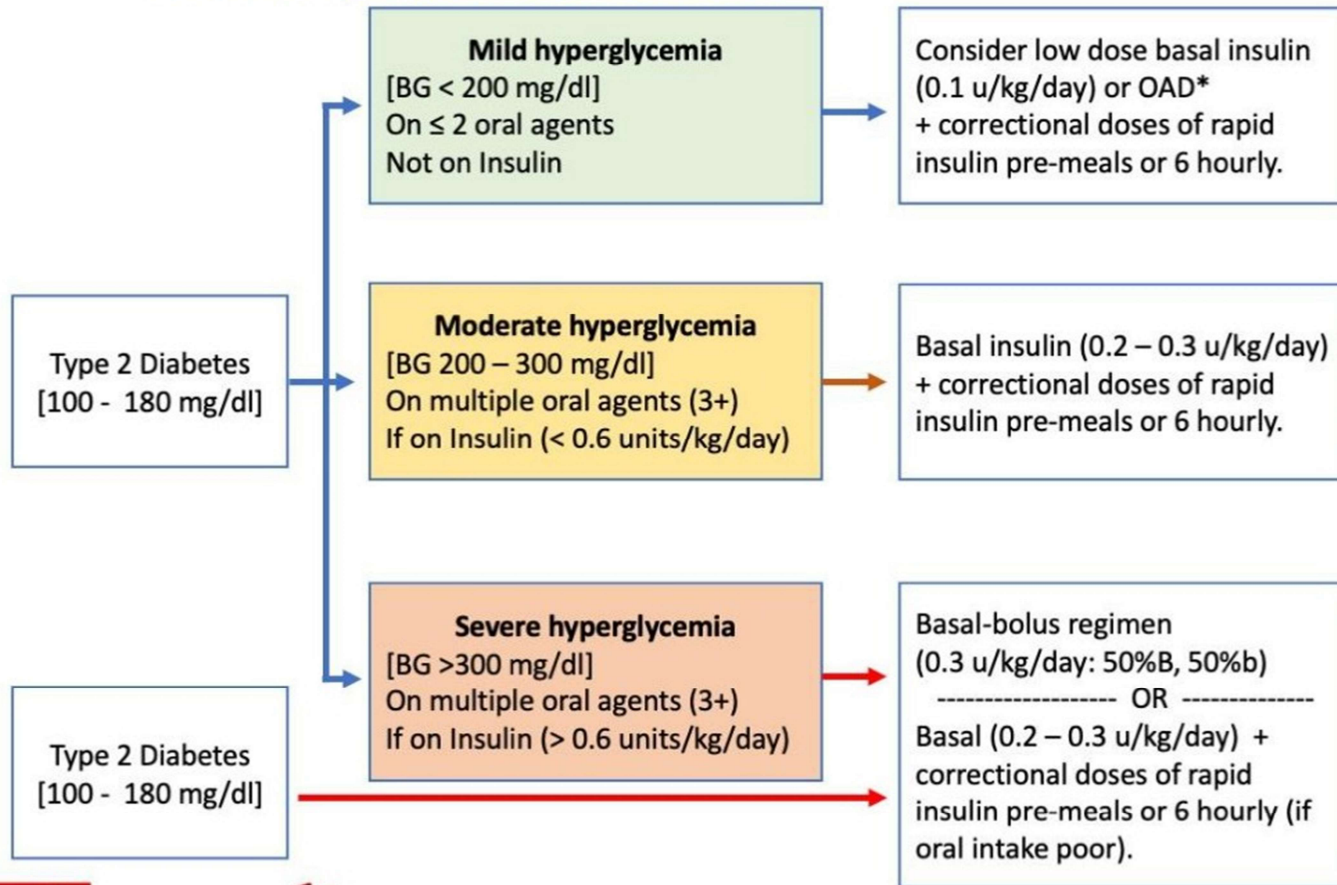 Mild hyperglycemia
[BG < 200 mg/dl]
On ≤ 2 oral agents
Not on Insulin
Consider low dose basal insulin
(0.1 u/kg/day) or OAD*
+ correctional doses of rapid
insulin pre-meals or 6 hourly.
Type 2 Diabetes
[100 - 180 mg/dl]
Moderate hyperglycemia
[BG 200 – 300 mg/dl]
On multiple oral agents (3+)
If on Insulin (< 0.6 units/kg/day)
Basal insulin (0.2 – 0.3 u/kg/day)
+ correctional doses of rapid
insulin pre-meals or 6 hourly.
Severe hyperglycemia
[BG >300 mg/dl]
On multiple oral agents (3+)
If on Insulin (> 0.6 units/kg/day)
Type 2 Diabetes
[100 - 180 mg/dl]
Basal-bolus regimen
(0.3 u/kg/day: 50%B, 50%b)
------------------- OR --------------
Basal (0.2 – 0.3 u/kg/day) +
correctional doses of rapid
insulin pre-meals or 6 hourly (if
oral intake poor).